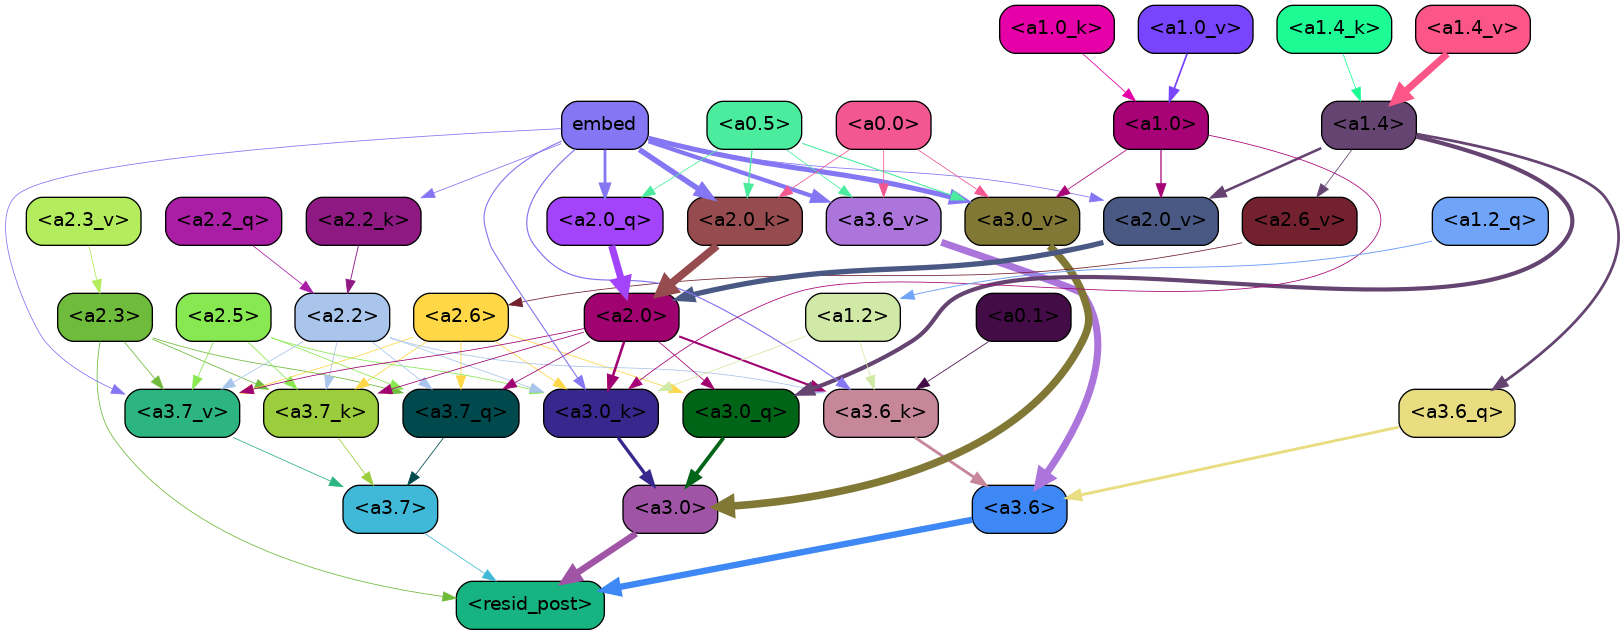 <a1.0_k> <a1.0_v> <a1.4_k> <a1.4_v>
embed <a0.5> <a0.0> <a1.0> <a1.4>
<a2.3_v> <a2.2_q> <a2.2_k> <a2.0_q> <a2.0_k> <a3.6_v> <a3.0_v> <a2.0_v> <a2.6_v> <a1.2_q>
<a2.3> <a2.5> <a2.2> <a2.6> <a2.0> <a1.2> <a0.1>
<a3.7_v> <a3.7_k> <a3.7_q> <a3.0_k> <a3.0_q> <a3.6_k> <a3.6_q>
<a3.7> <a3.0> <a3.6>
<resid_post>